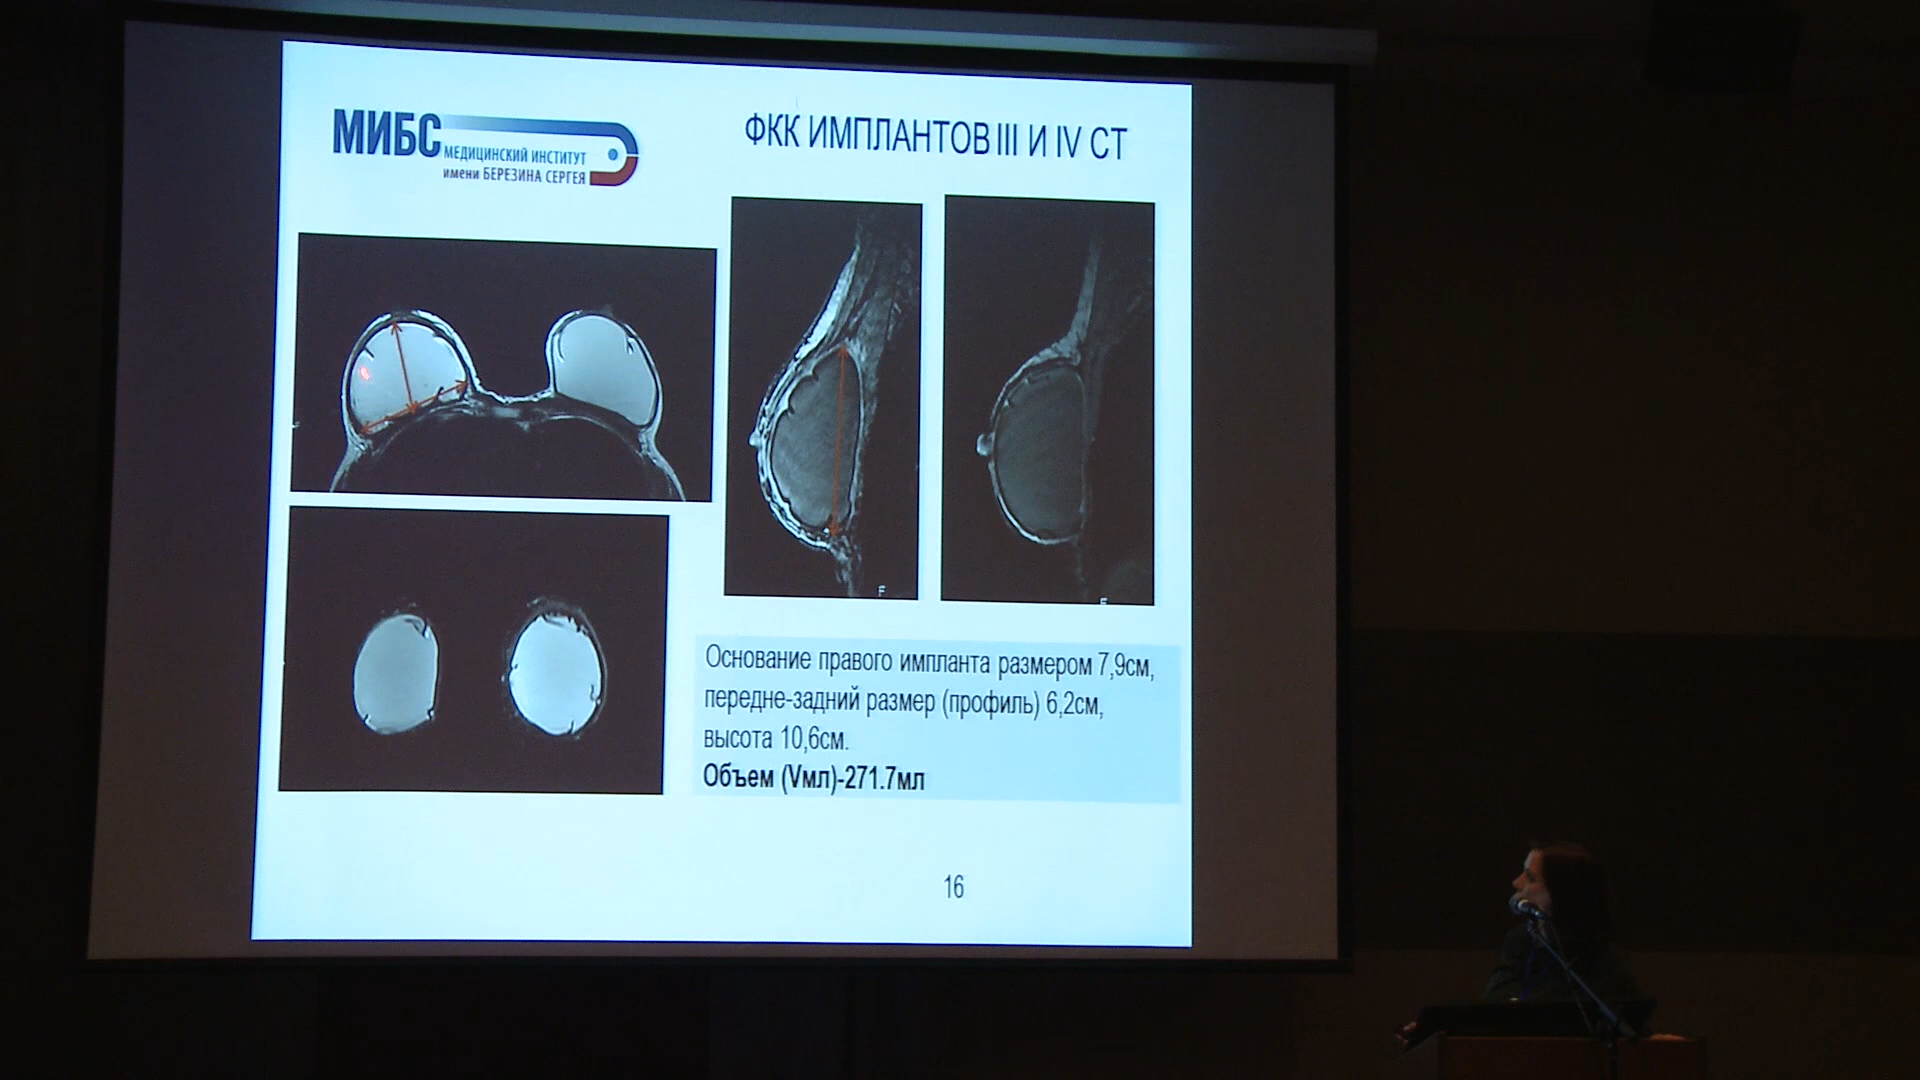 МИБС
МЕДИЦИНСКИЙ ИНСТИТУТ
имени БЕРЕЗИНА СЕРГЕЯ
ФКК ИМПЛАНТОВ III И IV СТ
F
F
Основание правого импланта размером 7,9см,
передне-задний размер (профиль) 6,2см,
высота 10,6см.
Объем (Vмл)-271.7мл
16